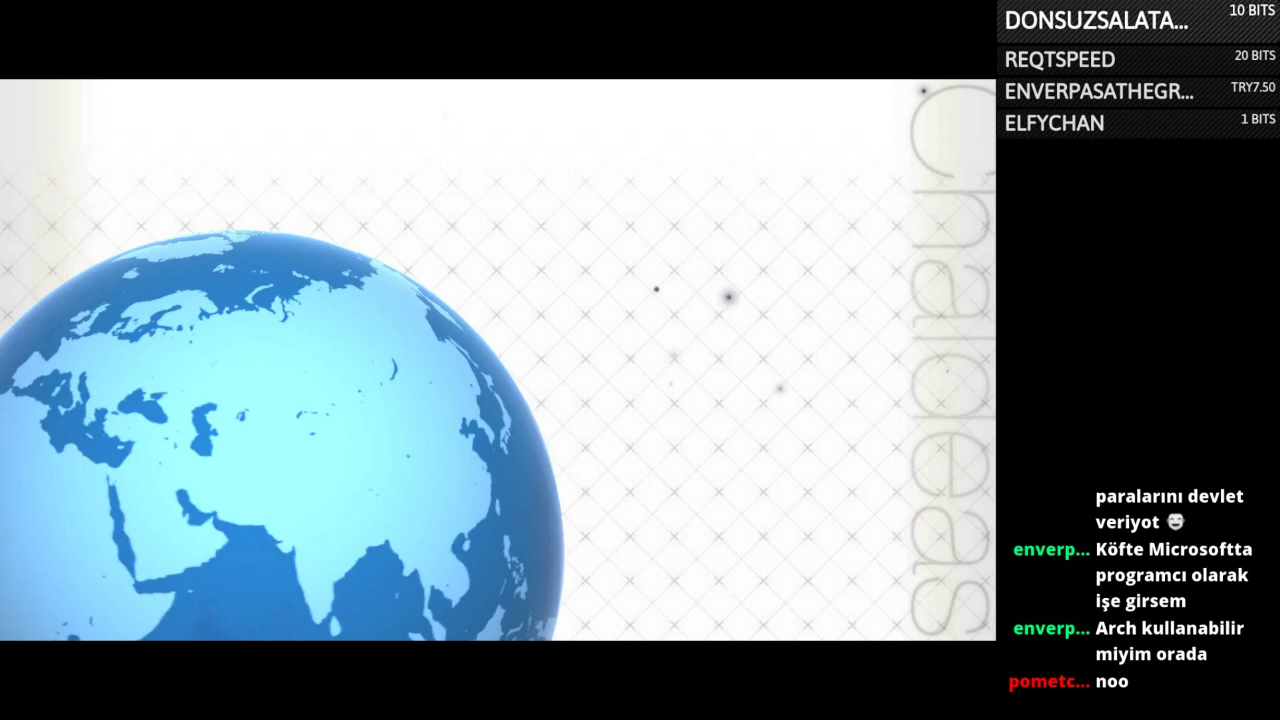 DONSUZSALATA... 10 BITS
REQTSPEED 20 BITS
ENVERPASATHEGR... TRY7.50
ELFYCHAN 1 BITS
Chaldeas
paralarını devlet
veriyot
enverp... Köfte Microsoftta
programcı olarak
işe girsem
enverp... Arch kullanabilir
miyim orada
pometc... noo